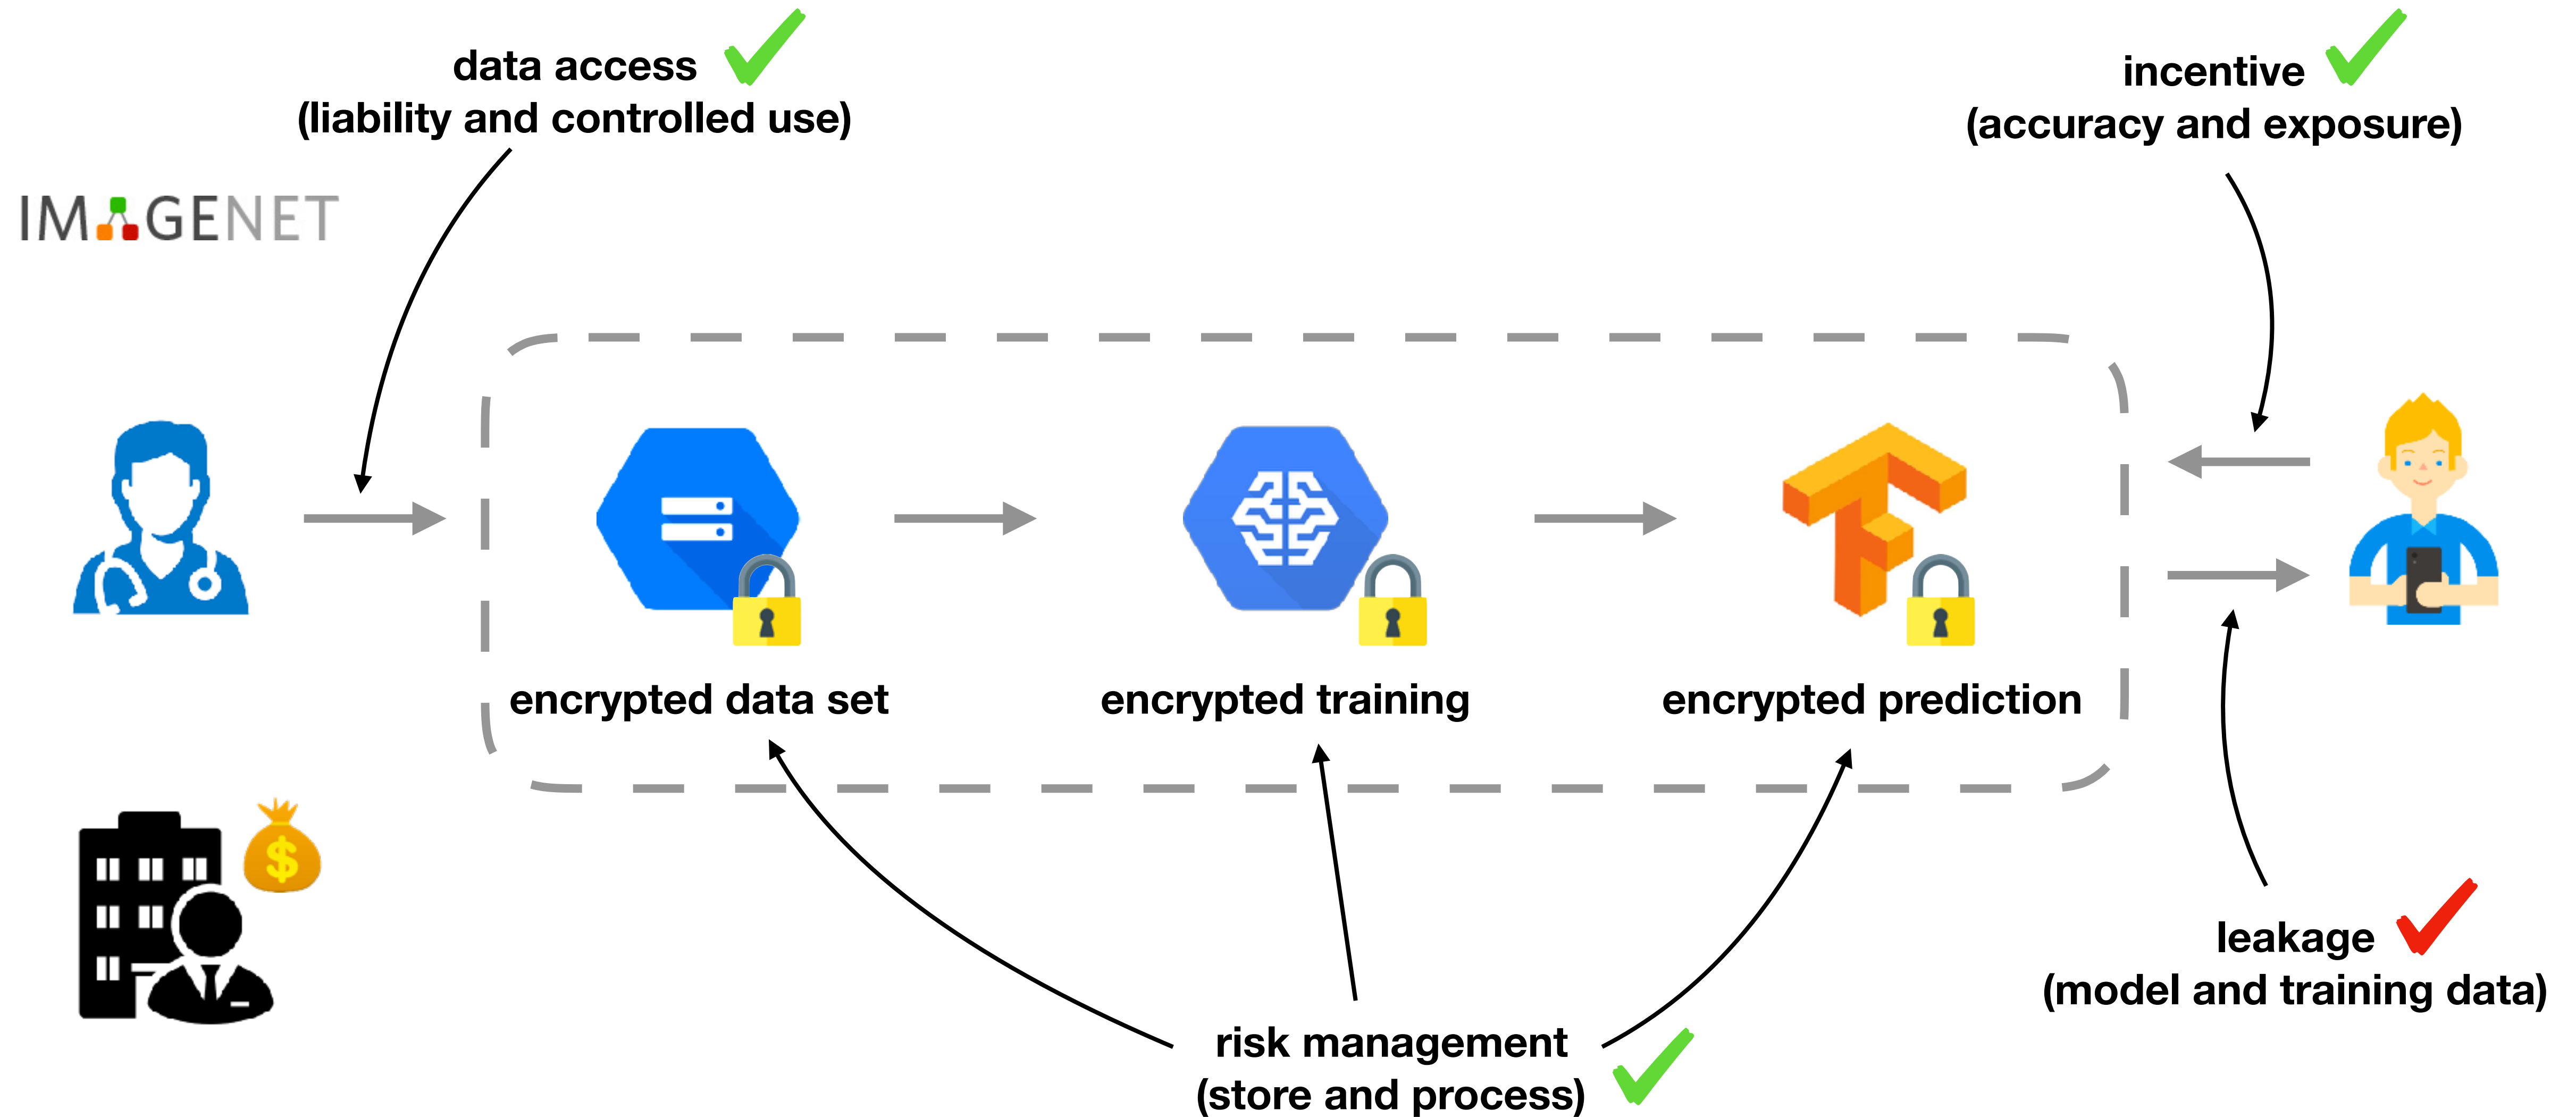 data access
(liability and controlled use)
incentive
(accuracy and exposure)
IMAGENET
encrypted data set
encrypted training
encrypted prediction
leakage
(model and training data)
risk management
(store and process)
$